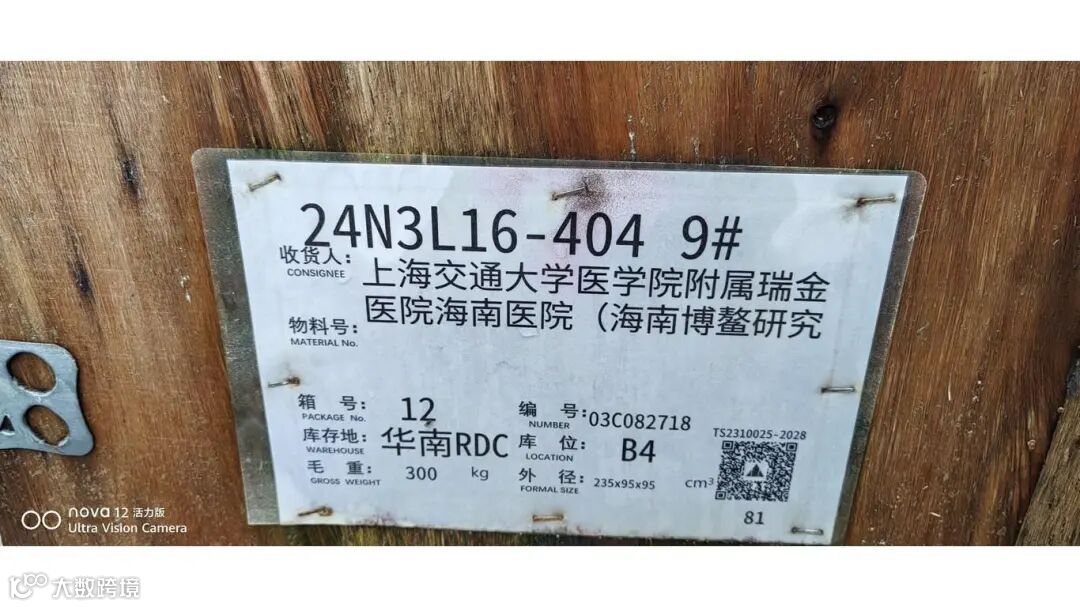 24N3L16-404 9#
收货人: 上海交通大学医学院附属瑞金
CONSIGNEE
医院海南医院（海南博鳌研究
物料号:
MATERIAL No.
箱 号: 12
PACKAGE No.
编 号: 03C082718
NUMBER
库存地: 华南RDC
WAREHOUSE
库 位: B4
LOCATION
毛 重: 300 kg
GROSS WEIGHT
外 径: 235x95x95 cm³
FORMAL SIZE
TS2310025-2028
81
nova 12 活力版
Ultra Vision Camera
大数跨境